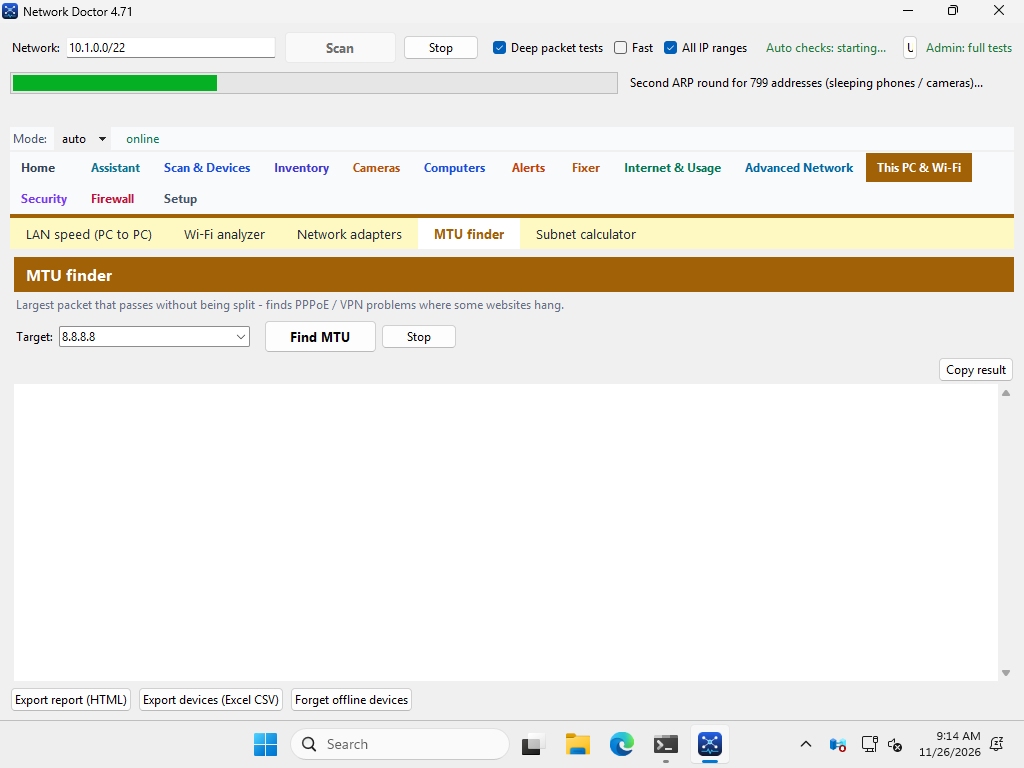 Network Doctor 4.71
Network: 10.1.0.0/22 Scan Stop Deep packet tests Fast All IP ranges Auto checks: starting... Admin: full tests
Second ARP round for 799 addresses (sleeping phones / cameras)...
Mode: auto online
Home Assistant Scan & Devices Inventory Cameras Computers Alerts Fixer Internet & Usage Advanced Network This PC & Wi-Fi
Security Firewall Setup
LAN speed (PC to PC) Wi-Fi analyzer Network adapters MTU finder Subnet calculator
MTU finder
Largest packet that passes without being split - finds PPPoE / VPN problems where some websites hang.
Target: 8.8.8.8 Find MTU Stop
Copy result
Export report (HTML) Export devices (Excel CSV) Forget offline devices
Search
9:14 AM
11/26/2026